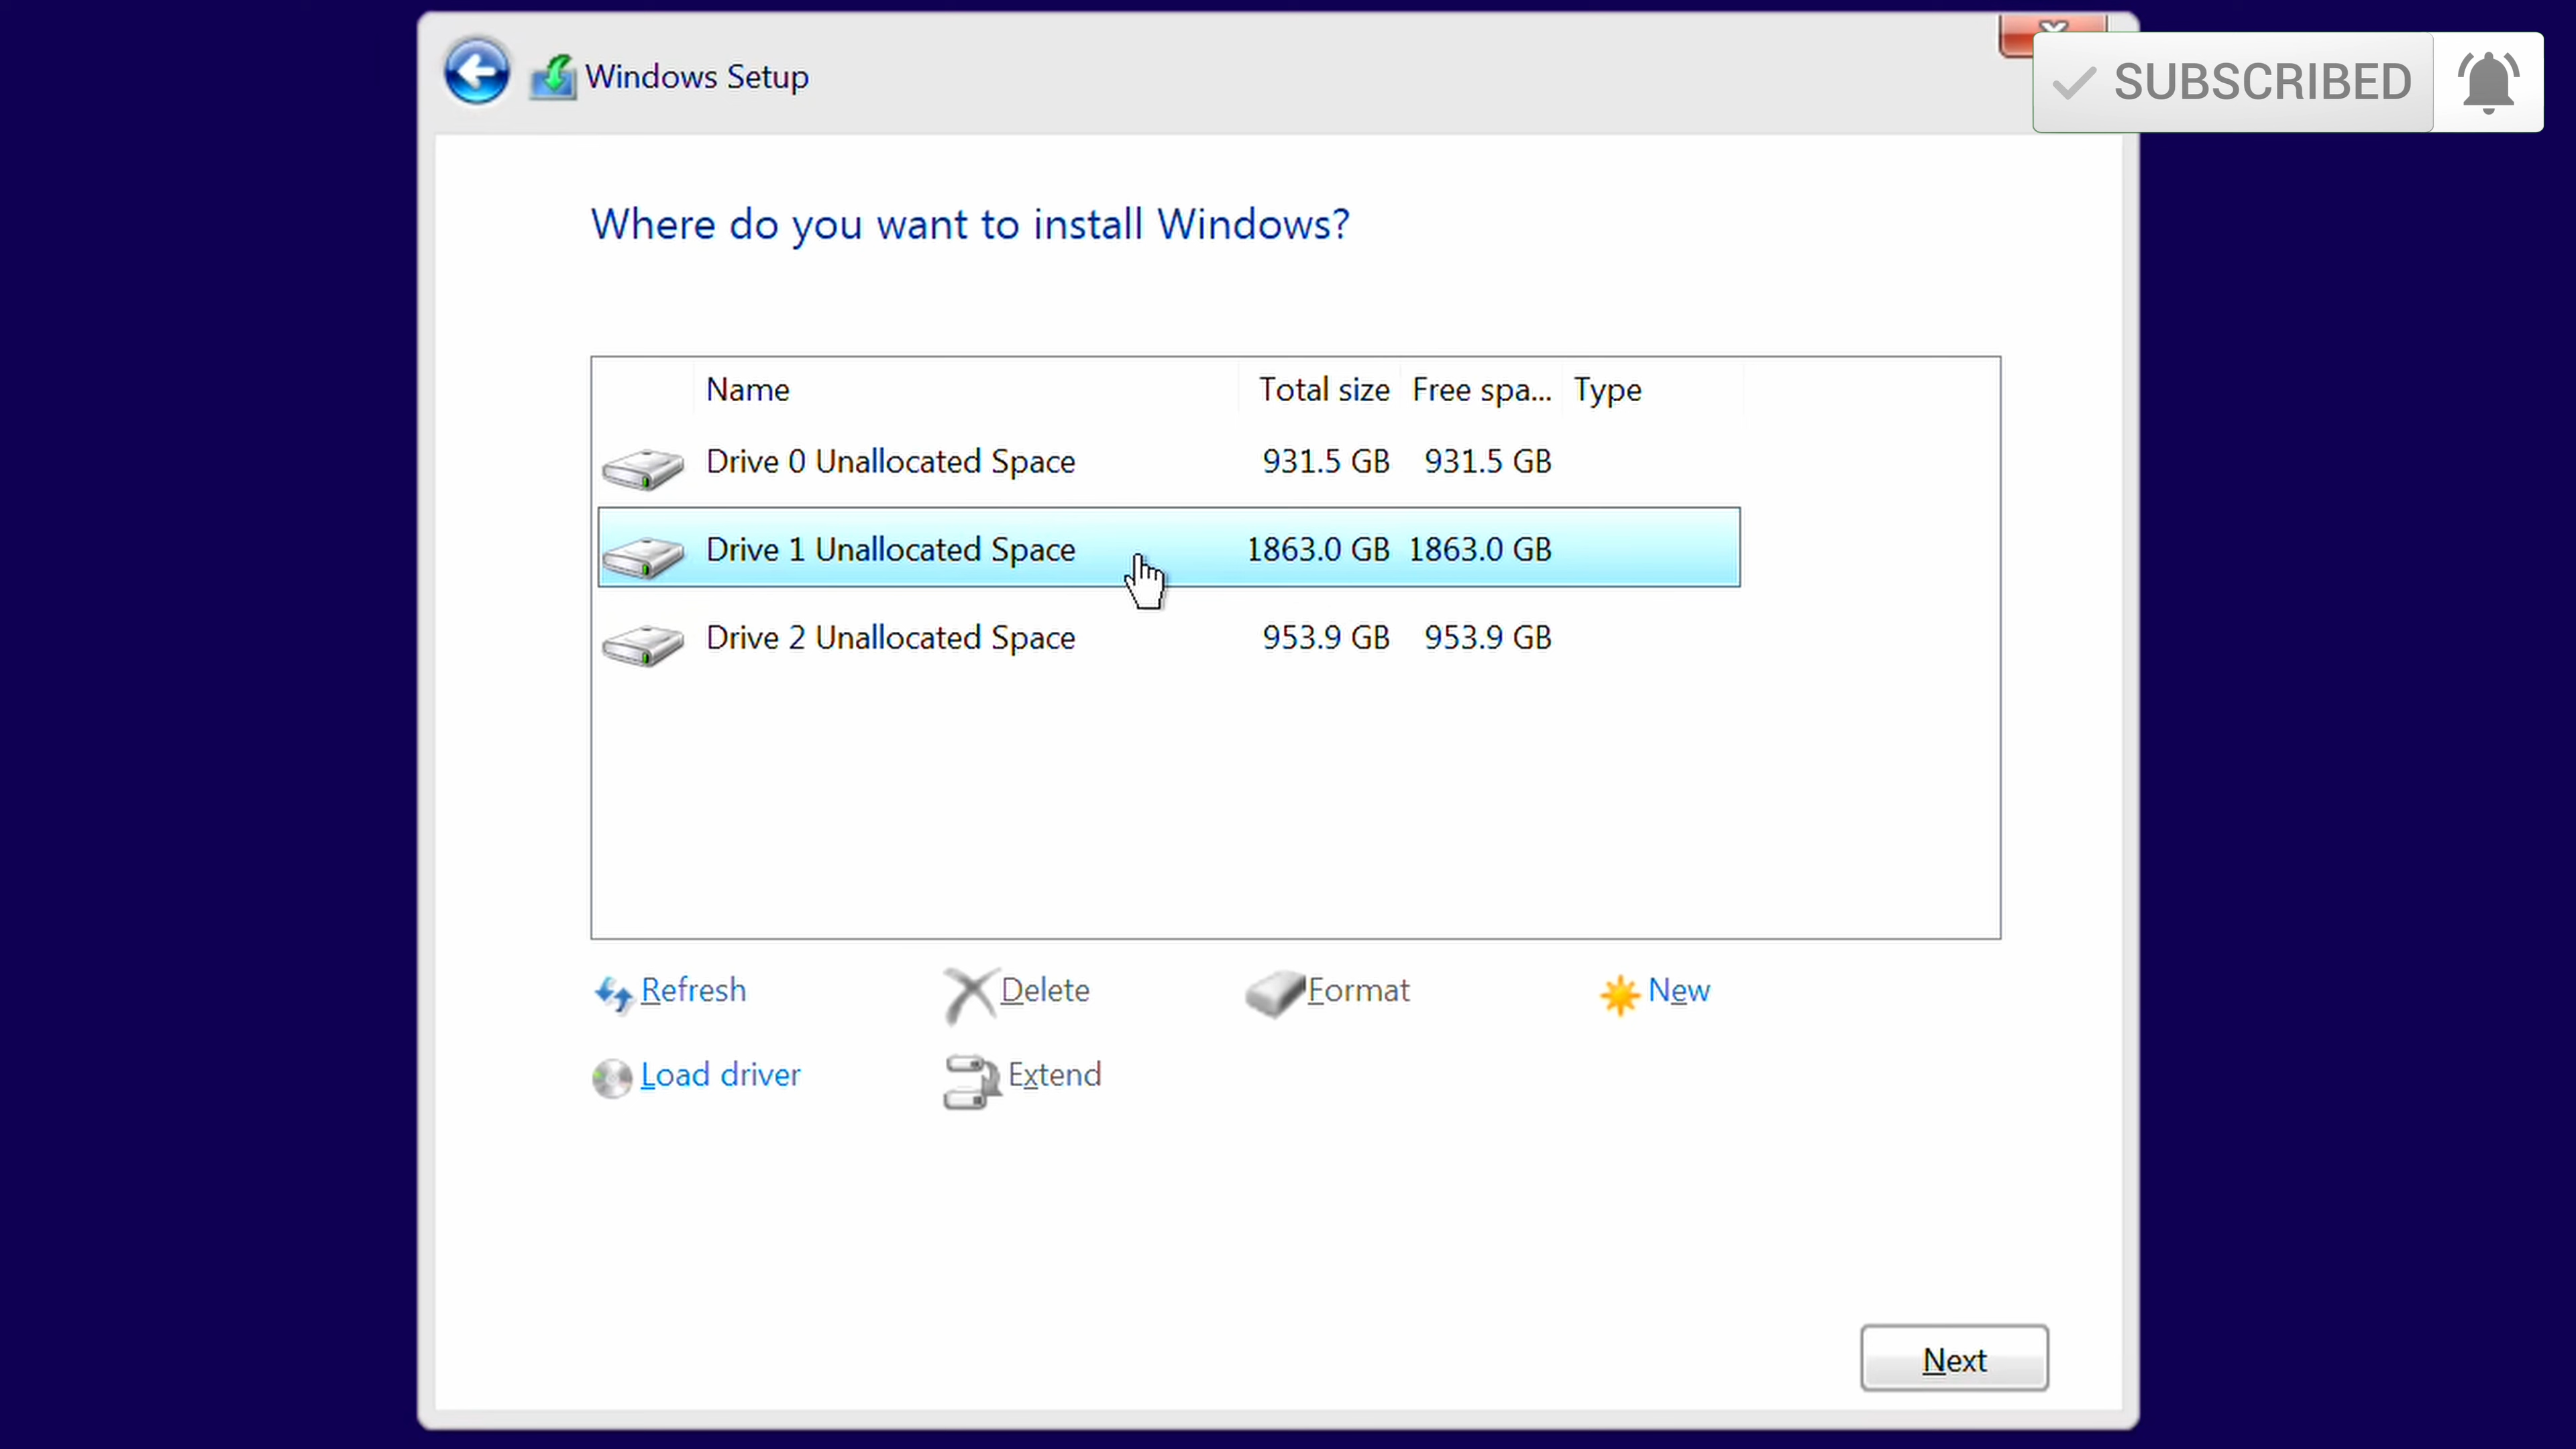 Windows Setup
SUBSCRIBED
Where do you want to install Windows?
Name Total size Free spa... Type
Drive 0 Unallocated Space 931.5 GB 931.5 GB
Drive 1 Unallocated Space 1863.0 GB 1863.0 GB
Drive 2 Unallocated Space 953.9 GB 953.9 GB
Refresh Delete Format New
Load driver Extend
Next